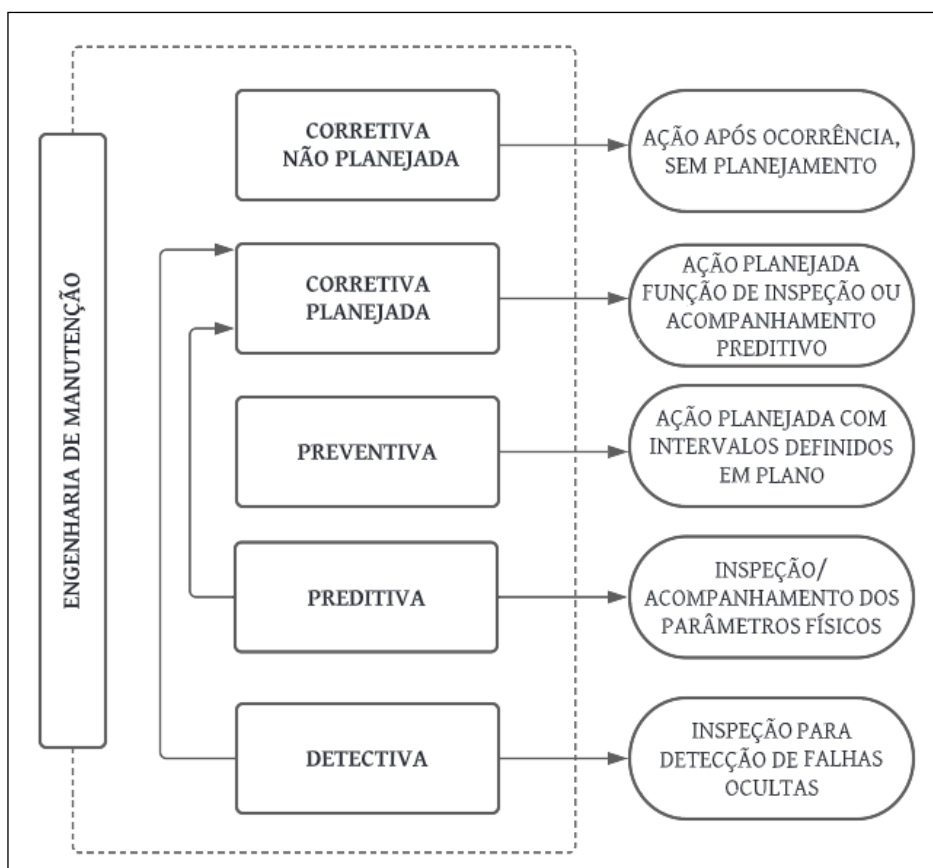 ENGENHARIA DE MANUTENÇÃO
CORRETIVA
NÃO PLANEJADA
AÇÃO APÓS OCORRÊNCIA,
SEM PLANEJAMENTO
CORRETIVA
PLANEJADA
AÇÃO PLANEJADA
FUNÇÃO DE INSPEÇÃO OU
ACOMPANHAMENTO
PREDITIVO
PREVENTIVA
AÇÃO PLANEJADA COM
INTERVALOS DEFINIDOS
EM PLANO
PREDITIVA
INSPEÇÃO/
ACOMPANHAMENTO DOS
PARÂMETROS FÍSICOS
DETECTIVA
INSPEÇÃO PARA
DETECÇÃO DE FALHAS
OCULTAS